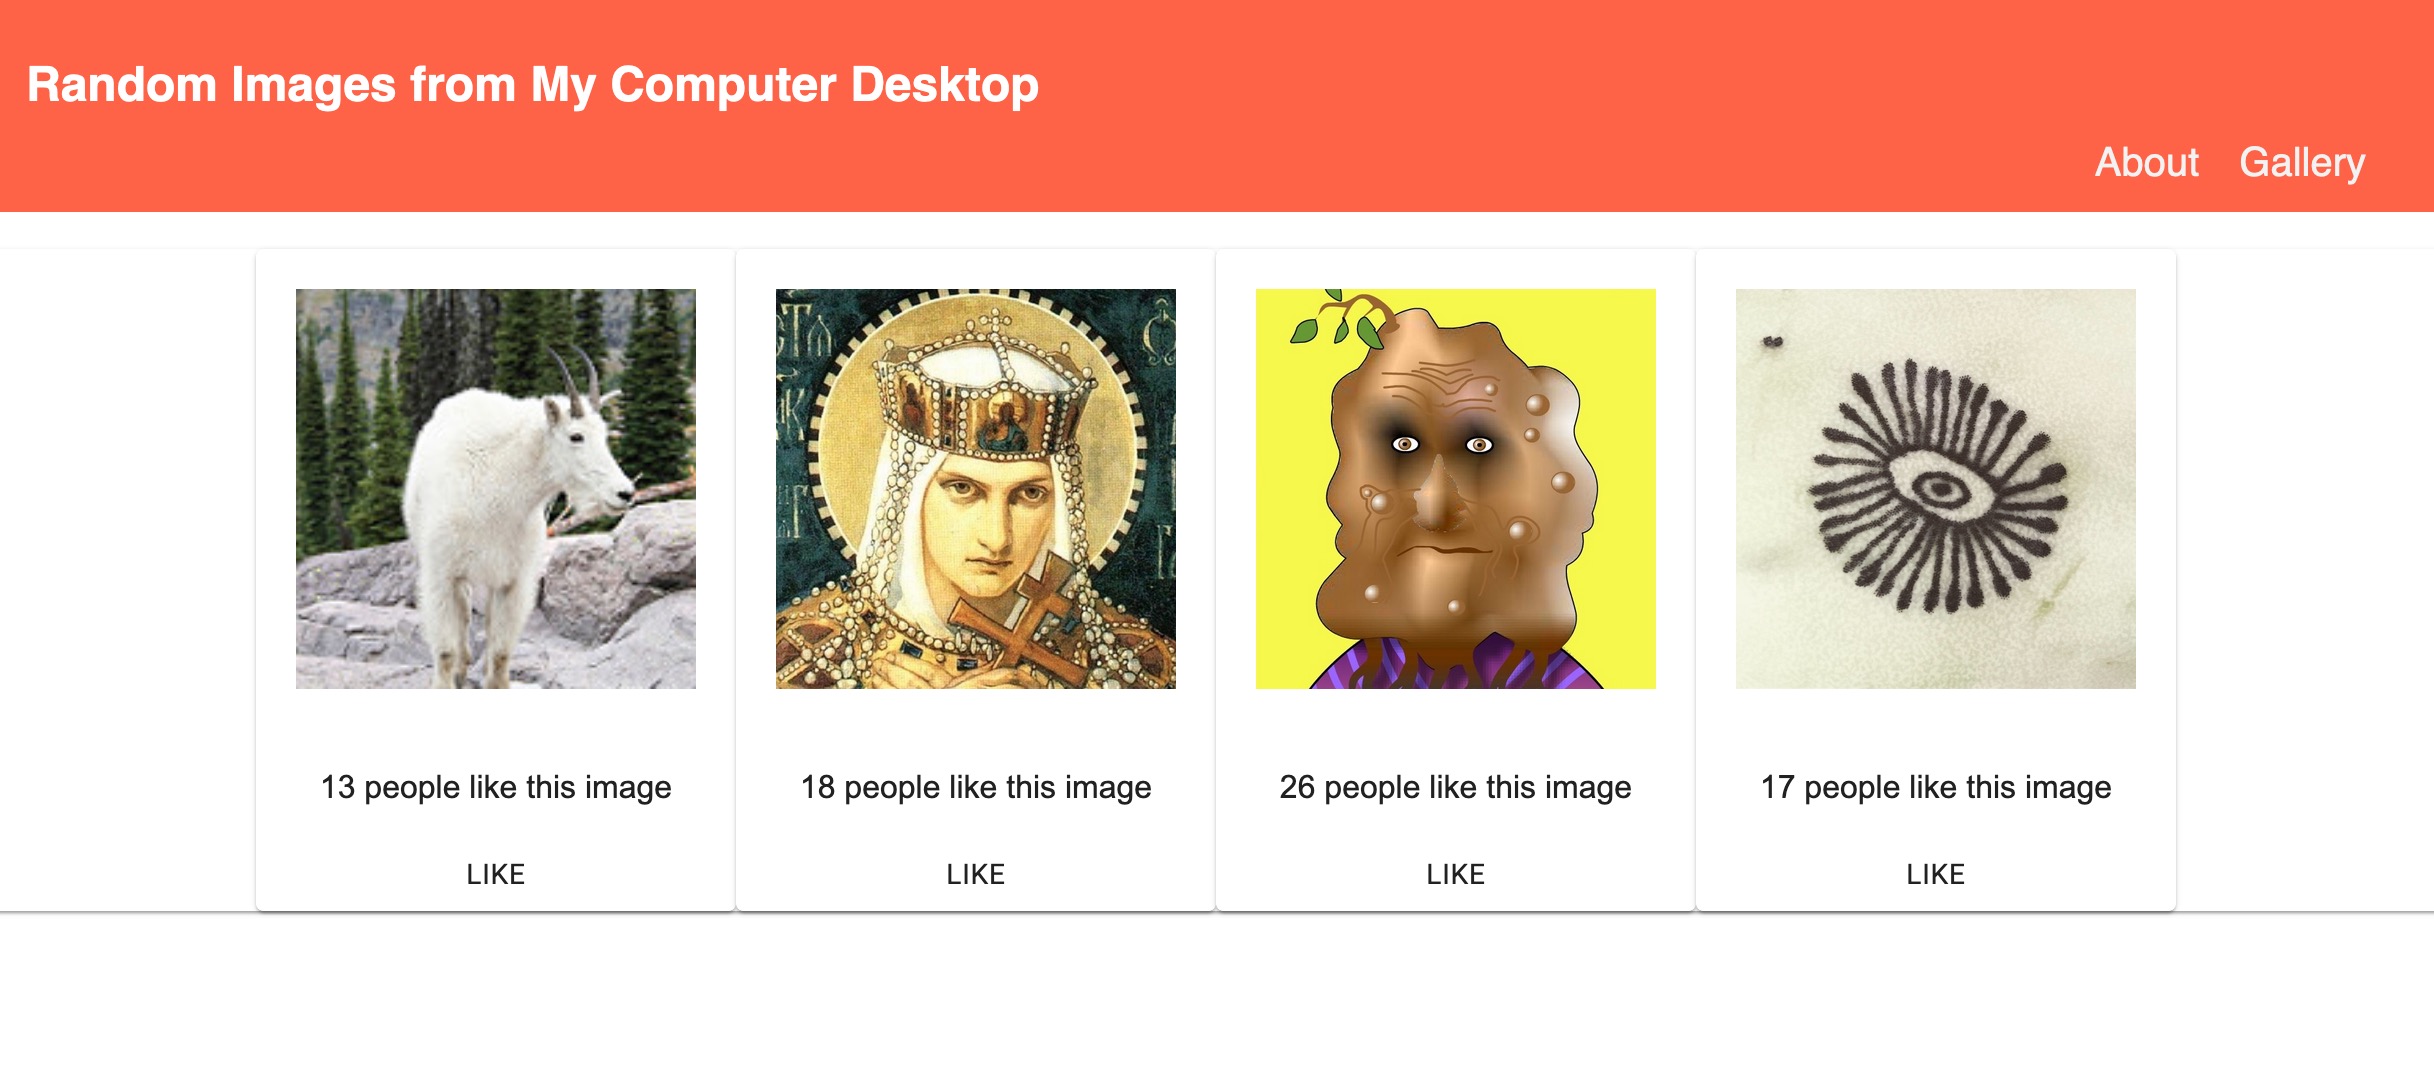 Random Images from My Computer Desktop
About Gallery
13 people like this image
18 people like this image
26 people like this image
17 people like this image
LIKE
LIKE
LIKE
LIKE